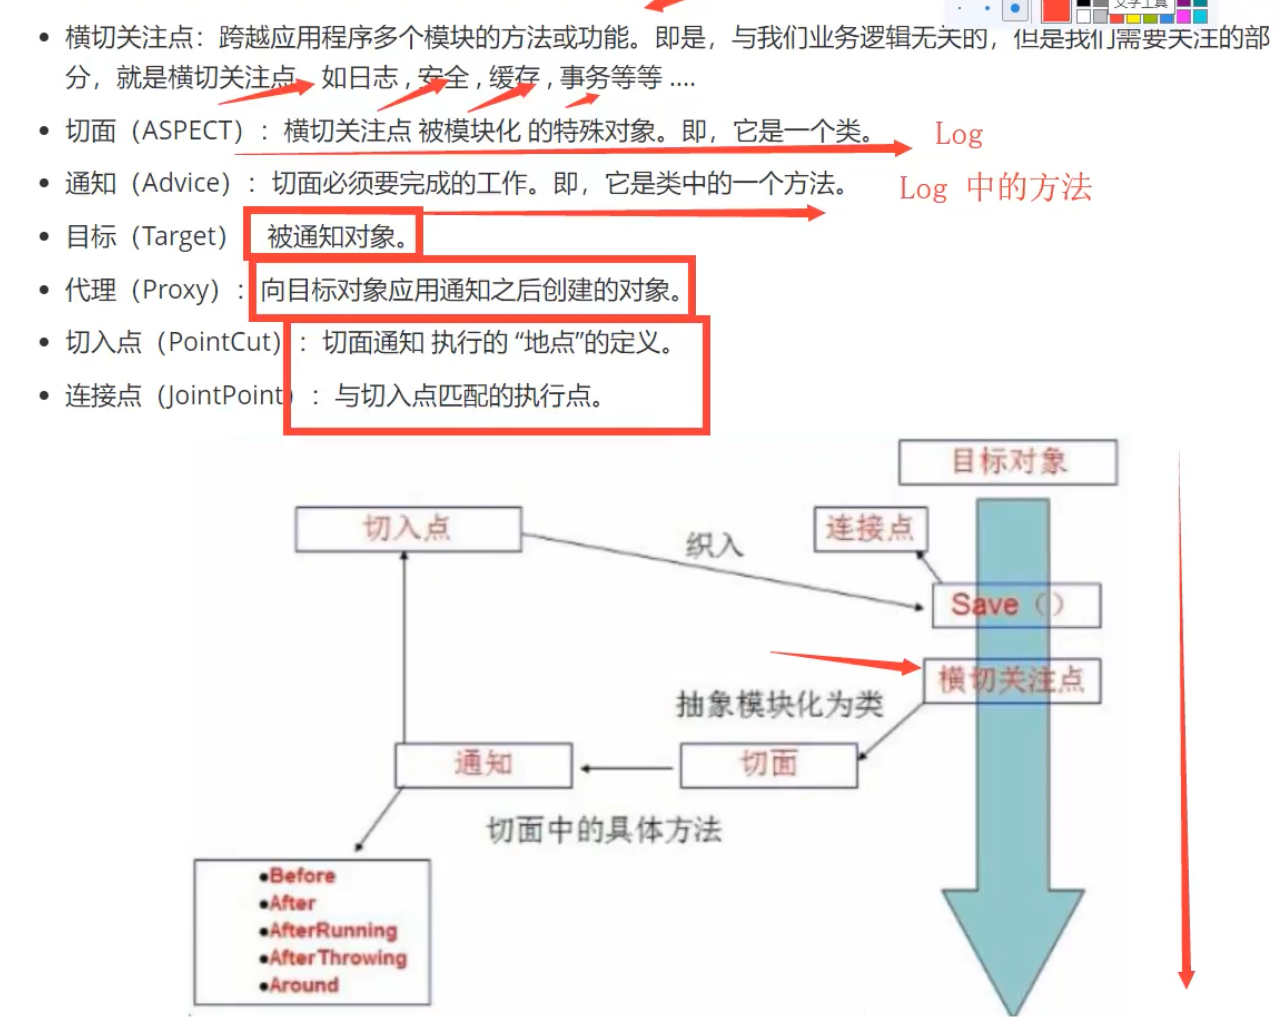 文字工具
横切关注点：跨越应用程序多个模块的方法或功能。即是，与我们业务逻辑无关的，但是我们需要关注的部
分，就是横切关注点。如日志 , 安全 , 缓存 , 事务等等 ....
切面（ASPECT）：横切关注点 被模块化 的特殊对象。即，它是一个类。
Log
通知（Advice）：切面必须要完成的工作。即，它是类中的一个方法。
Log 中的方法
目标（Target） 被通知对象。
代理（Proxy）：向目标对象应用通知之后创建的对象。
切入点（PointCut）：切面通知 执行的 “地点”的定义。
连接点（JointPoint）：与切入点匹配的执行点。
目标对象
切入点
织入
连接点
Save（）
横切关注点
抽象模块化为类
通知
切面
切面中的具体方法
●Before
●After
●AfterRunning
●AfterThrowing
●Around